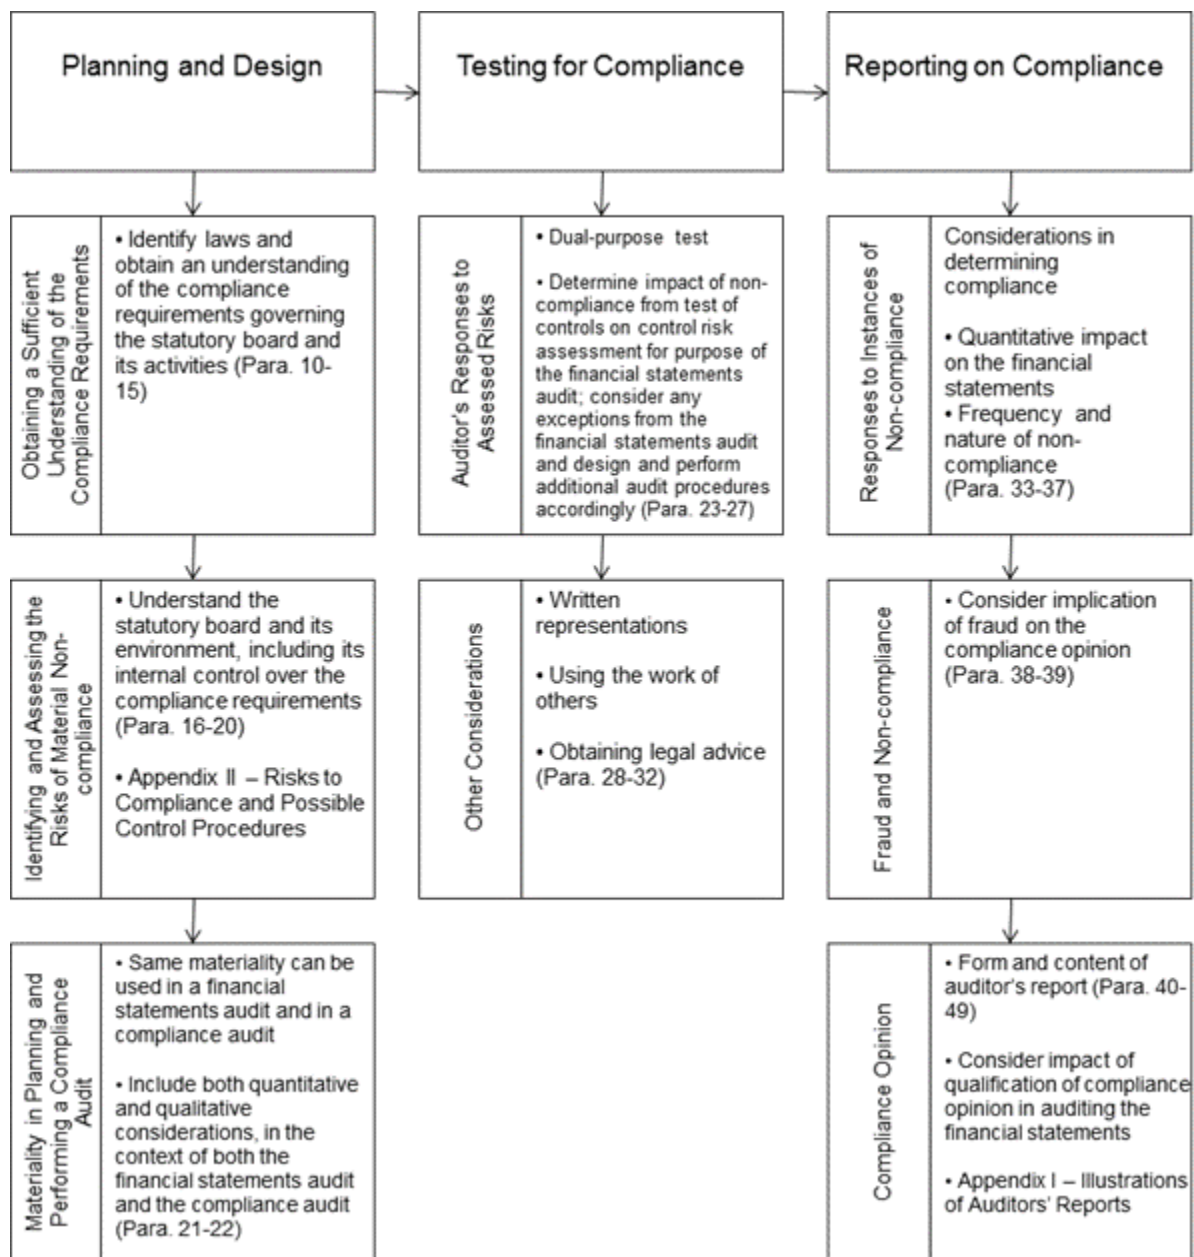 Planning and Design
Testing for Compliance
Reporting on Compliance
Obtaining a Sufficient
Understanding of the
Compliance Requirements
• Identify laws and
obtain an understanding
of the compliance
requirements governing
the statutory board and
its activities (Para. 10-
15)
Auditor's Responses to
Assessed Risks
• Dual-purpose test
• Determine impact of non-
compliance from test of
controls on control risk
assessment for purpose of
the financial statements
audit; consider any
exceptions from the
financial statements audit
and design and perform
additional audit procedures
accordingly (Para. 23-27)
Responses to Instances of
Non-compliance
Considerations in
determining
compliance
• Quantitative impact
on the financial
statements
• Frequency and
nature of non-
compliance
(Para. 33-37)
Identifying and Assessing the
Risks of Material Non-
compliance
• Understand the
statutory board and its
environment, including its
internal control over the
compliance requirements
(Para. 16-20)
• Appendix II – Risks to
Compliance and Possible
Control Procedures
Other Considerations
• Written
representations
• Using the work of
others
• Obtaining legal advice
(Para. 28-32)
Fraud and Non-compliance
• Consider implication
of fraud on the
compliance opinion
(Para. 38-39)
Materiality in Planning and
Performing a Compliance
Audit
• Same materiality can be
used in a financial
statements audit and in a
compliance audit
• Include both quantitative
and qualitative
considerations, in the
context of both the
financial statements audit
and the compliance audit
(Para. 21-22)
Compliance Opinion
• Form and content of
auditor's report (Para. 40-
49)
• Consider impact of
qualification of compliance
opinion in auditing the
financial statements
• Appendix I – Illustrations
of Auditors' Reports